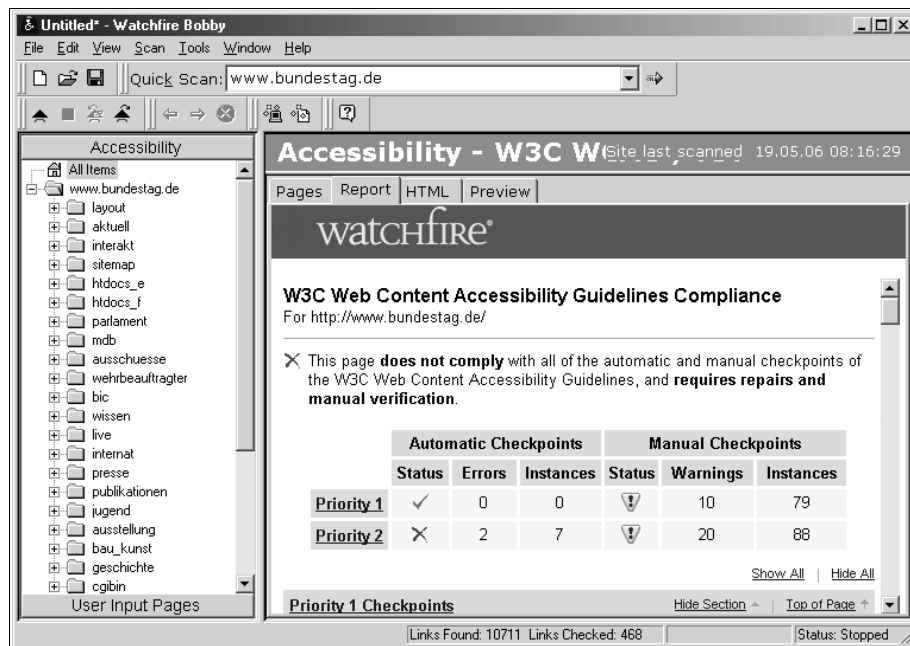 Untitled* - Watchfire Bobby
File Edit View Scan Tools Window Help
Quick Scan: www.bundestag.de
Accessibility
All Items
www.bundestag.de
layout
aktuell
interakt
sitemap
htdocs_e
htdocs_f
parlament
mdb
ausschuesse
wehrbeauftragter
bic
wissen
live
internat
presse
publikationen
jugend
ausstellung
bau_kunst
geschichte
cgibin
User Input Pages
Accessibility - W3C W Site last scanned 19.05.06 08:16:29
Pages Report HTML Preview
watchfire®
W3C Web Content Accessibility Guidelines Compliance
For http://www.bundestag.de/
This page does not comply with all of the automatic and manual checkpoints of
the W3C Web Content Accessibility Guidelines, and requires repairs and
manual verification.
Automatic Checkpoints Manual Checkpoints
Status Errors Instances Status Warnings Instances
Priority 1 0 0 10 79
Priority 2 2 7 20 88
Show All | Hide All
Priority 1 Checkpoints Hide Section | Top of Page
Links Found: 10711 Links Checked: 468 Status: Stopped